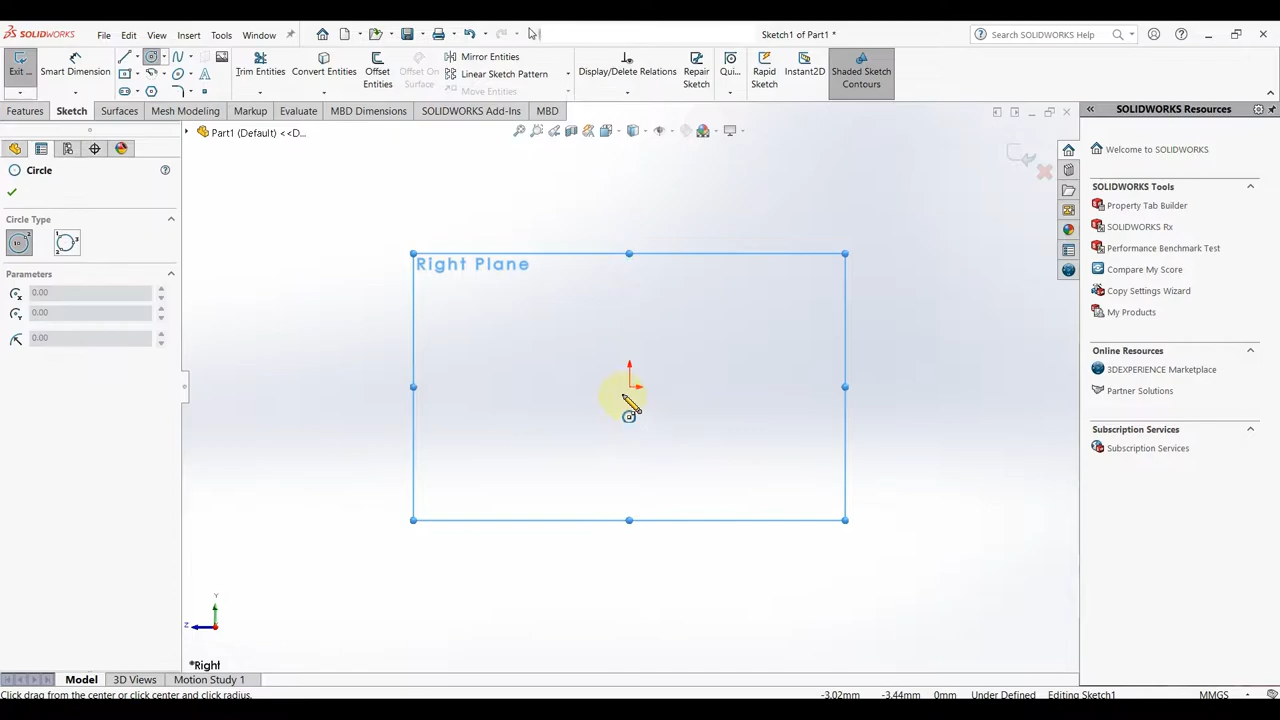 SOLIDWORKS File Edit View Insert Tools Window Sketch1 of Part1 * Search SOLIDWORKS Help
Exit ... Smart Dimension Trim Entities Convert Entities Offset Entities Offset On Surface Mirror Entities Linear Sketch Pattern Move Entities Display/Delete Relations Repair Sketch Qui... Rapid Sketch Instant2D Shaded Sketch Contours
Features Sketch Surfaces Mesh Modeling Markup Evaluate MBD Dimensions SOLIDWORKS Add-Ins MBD
SOLIDWORKS Resources
Part1 (Default) <<D...
Circle
Circle Type
Parameters
0.00
0.00
0.00
Right Plane
Welcome to SOLIDWORKS
SOLIDWORKS Tools
Property Tab Builder
SOLIDWORKS Rx
Performance Benchmark Test
Compare My Score
Copy Settings Wizard
My Products
Online Resources
3DEXPERIENCE Marketplace
Partner Solutions
Subscription Services
Subscription Services
Y
Z
*Right
Model 3D Views Motion Study 1
Click drag from the center or center and click radius. -3.02mm -3.44mm 0mm Under Defined Editing Sketch1 MMGS